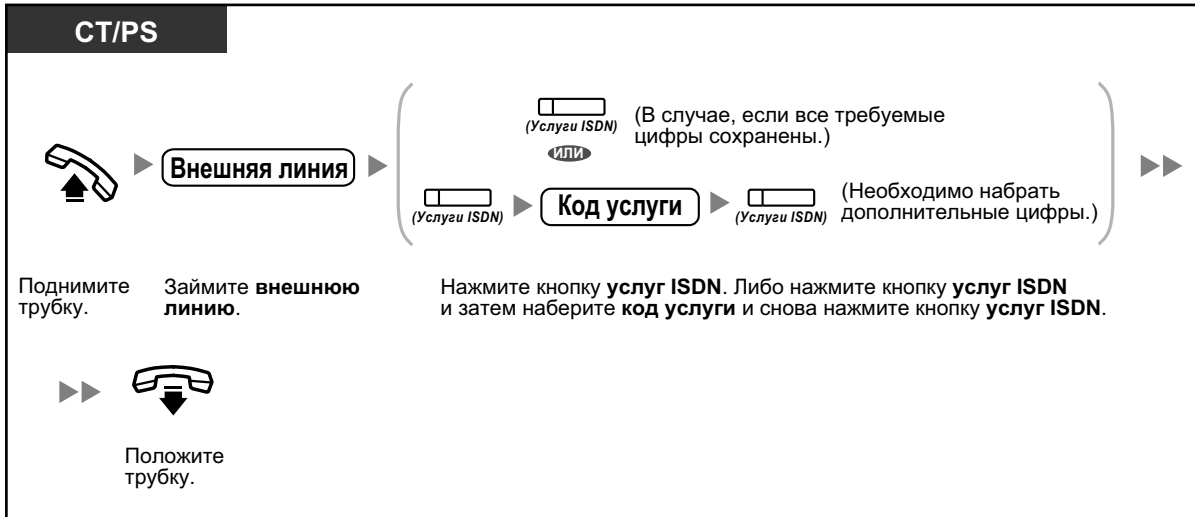 CT/PS
(Услуги ISDN)
(В случае, если все требуемые
цифры сохранены.)
или
Внешняя линия
(Услуги ISDN)
Код услуги
(Услуги ISDN)
(Необходимо набрать
дополнительные цифры.)
Поднимите
трубку.
Займите внешнюю
линию.
Нажмите кнопку услуг ISDN. Либо нажмите кнопку услуг ISDN
и затем наберите код услуги и снова нажмите кнопку услуг ISDN.
Положите
трубку.